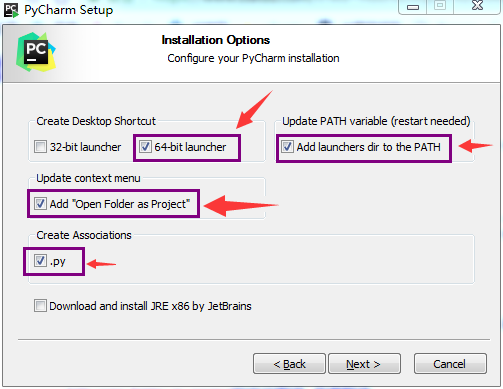 PC PyCharm Setup
PC
Installation Options
Configure your PyCharm installation
Create Desktop Shortcut
Update PATH variable (restart needed)
32-bit launcher
64-bit launcher
Add launchers dir to the PATH
Update context menu
Add "Open Folder as Project"
Create Associations
.py
Download and install JRE x86 by JetBrains
< Back
Next >
Cancel